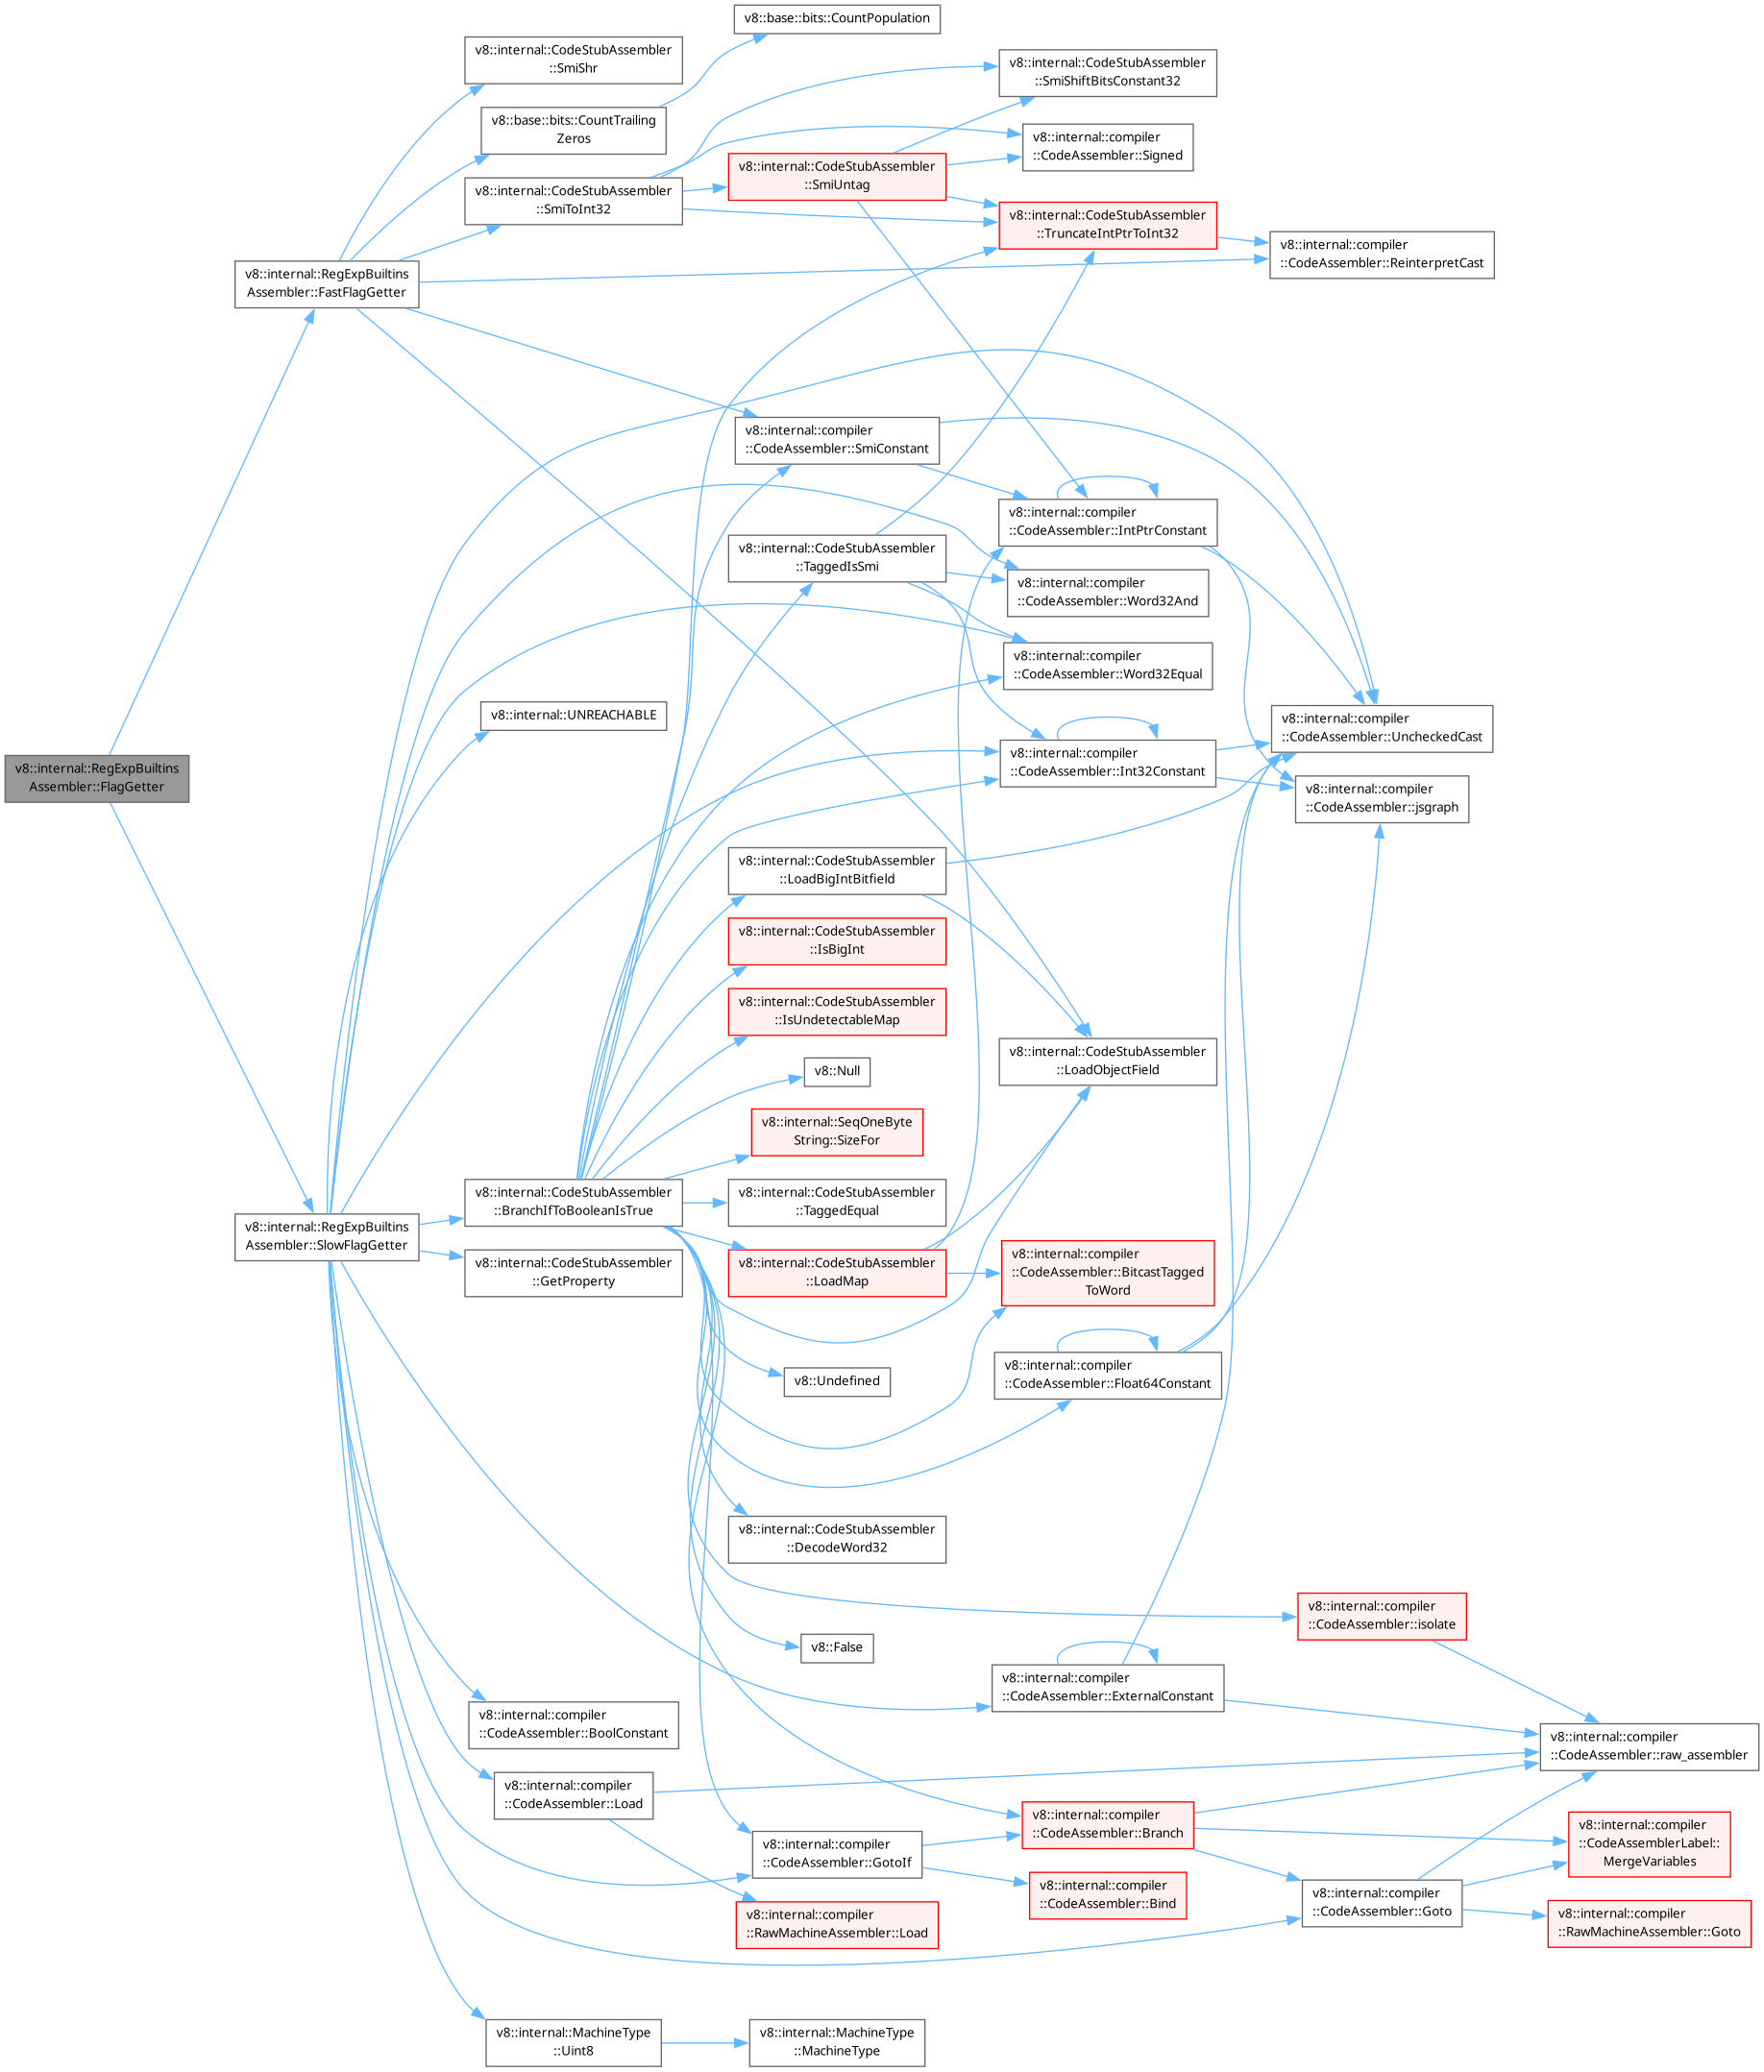 v8::internal::RegExpBuiltins
Assembler::FlagGetter
v8::internal::RegExpBuiltins
Assembler::FastFlagGetter
v8::internal::RegExpBuiltins
Assembler::SlowFlagGetter
v8::internal::CodeStubAssembler
::SmiShr
v8::base::bits::CountTrailing
Zeros
v8::internal::CodeStubAssembler
::SmiToInt32
v8::internal::UNREACHABLE
v8::internal::CodeStubAssembler
::BranchIfToBooleanIsTrue
v8::internal::CodeStubAssembler
::GetProperty
v8::internal::compiler
::CodeAssembler::BoolConstant
v8::internal::compiler
::CodeAssembler::Load
v8::internal::MachineType
::Uint8
v8::base::bits::CountPopulation
v8::internal::CodeStubAssembler
::SmiUntag
v8::internal::compiler
::CodeAssembler::SmiConstant
v8::internal::CodeStubAssembler
::TaggedIsSmi
v8::internal::CodeStubAssembler
::LoadBigIntBitfield
v8::internal::CodeStubAssembler
::IsBigInt
v8::internal::CodeStubAssembler
::IsUndetectableMap
v8::Null
v8::internal::SeqOneByte
String::SizeFor
v8::internal::CodeStubAssembler
::TaggedEqual
v8::internal::CodeStubAssembler
::LoadMap
v8::Undefined
v8::internal::CodeStubAssembler
::DecodeWord32
v8::False
v8::internal::compiler
::CodeAssembler::GotoIf
v8::internal::compiler
::RawMachineAssembler::Load
v8::internal::MachineType
::MachineType
v8::internal::CodeStubAssembler
::SmiShiftBitsConstant32
v8::internal::compiler
::CodeAssembler::Signed
v8::internal::CodeStubAssembler
::TruncateIntPtrToInt32
v8::internal::compiler
::CodeAssembler::IntPtrConstant
v8::internal::compiler
::CodeAssembler::Word32And
v8::internal::compiler
::CodeAssembler::Word32Equal
v8::internal::compiler
::CodeAssembler::Int32Constant
v8::internal::CodeStubAssembler
::LoadObjectField
v8::internal::compiler
::CodeAssembler::BitcastTagged
ToWord
v8::internal::compiler
::CodeAssembler::Float64Constant
v8::internal::compiler
::CodeAssembler::ExternalConstant
v8::internal::compiler
::CodeAssembler::Branch
v8::internal::compiler
::CodeAssembler::Bind
v8::internal::compiler
::CodeAssembler::ReinterpretCast
v8::internal::compiler
::CodeAssembler::UncheckedCast
v8::internal::compiler
::CodeAssembler::jsgraph
v8::internal::compiler
::CodeAssembler::isolate
v8::internal::compiler
::CodeAssembler::Goto
v8::internal::compiler
::CodeAssembler::raw_assembler
v8::internal::compiler
::CodeAssemblerLabel::
MergeVariables
v8::internal::compiler
::RawMachineAssembler::Goto